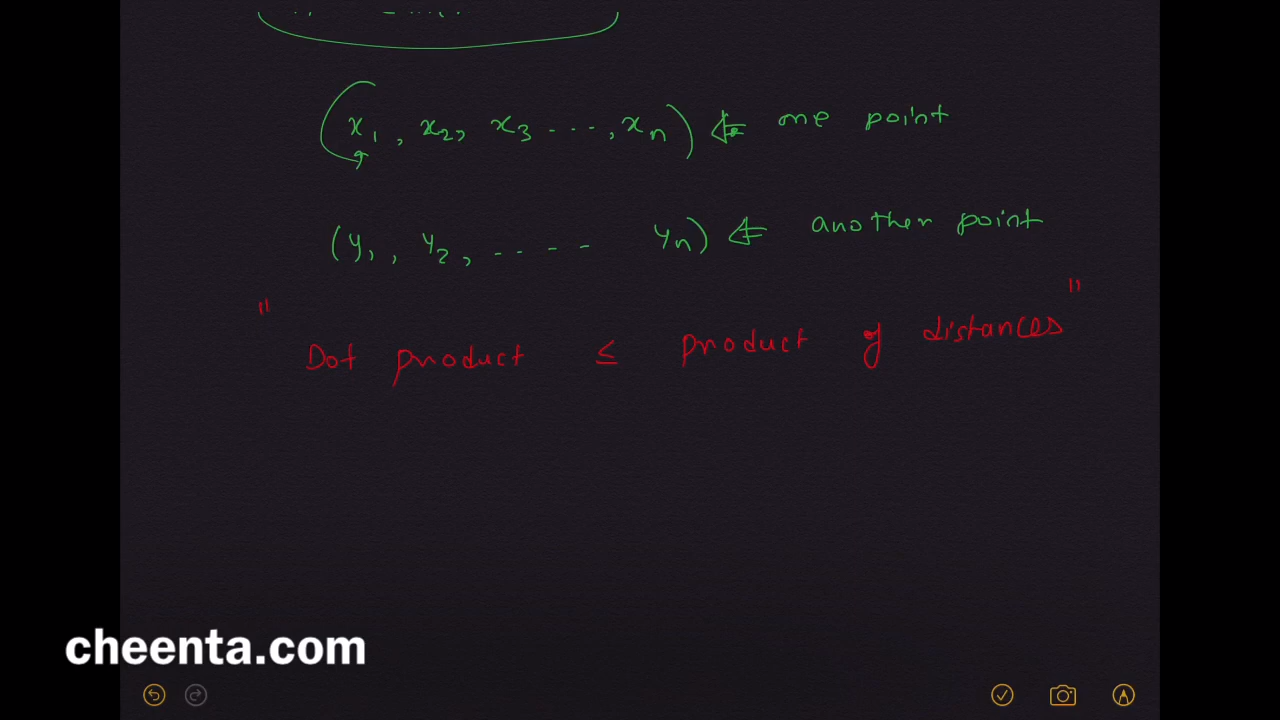 (x₁, x₂, x₃ ..., xₙ) ⇐ one point
(y₁, y₂, .... yₙ) ⇐ another point
"Dot product ≤ product of distances"
cheenta.com